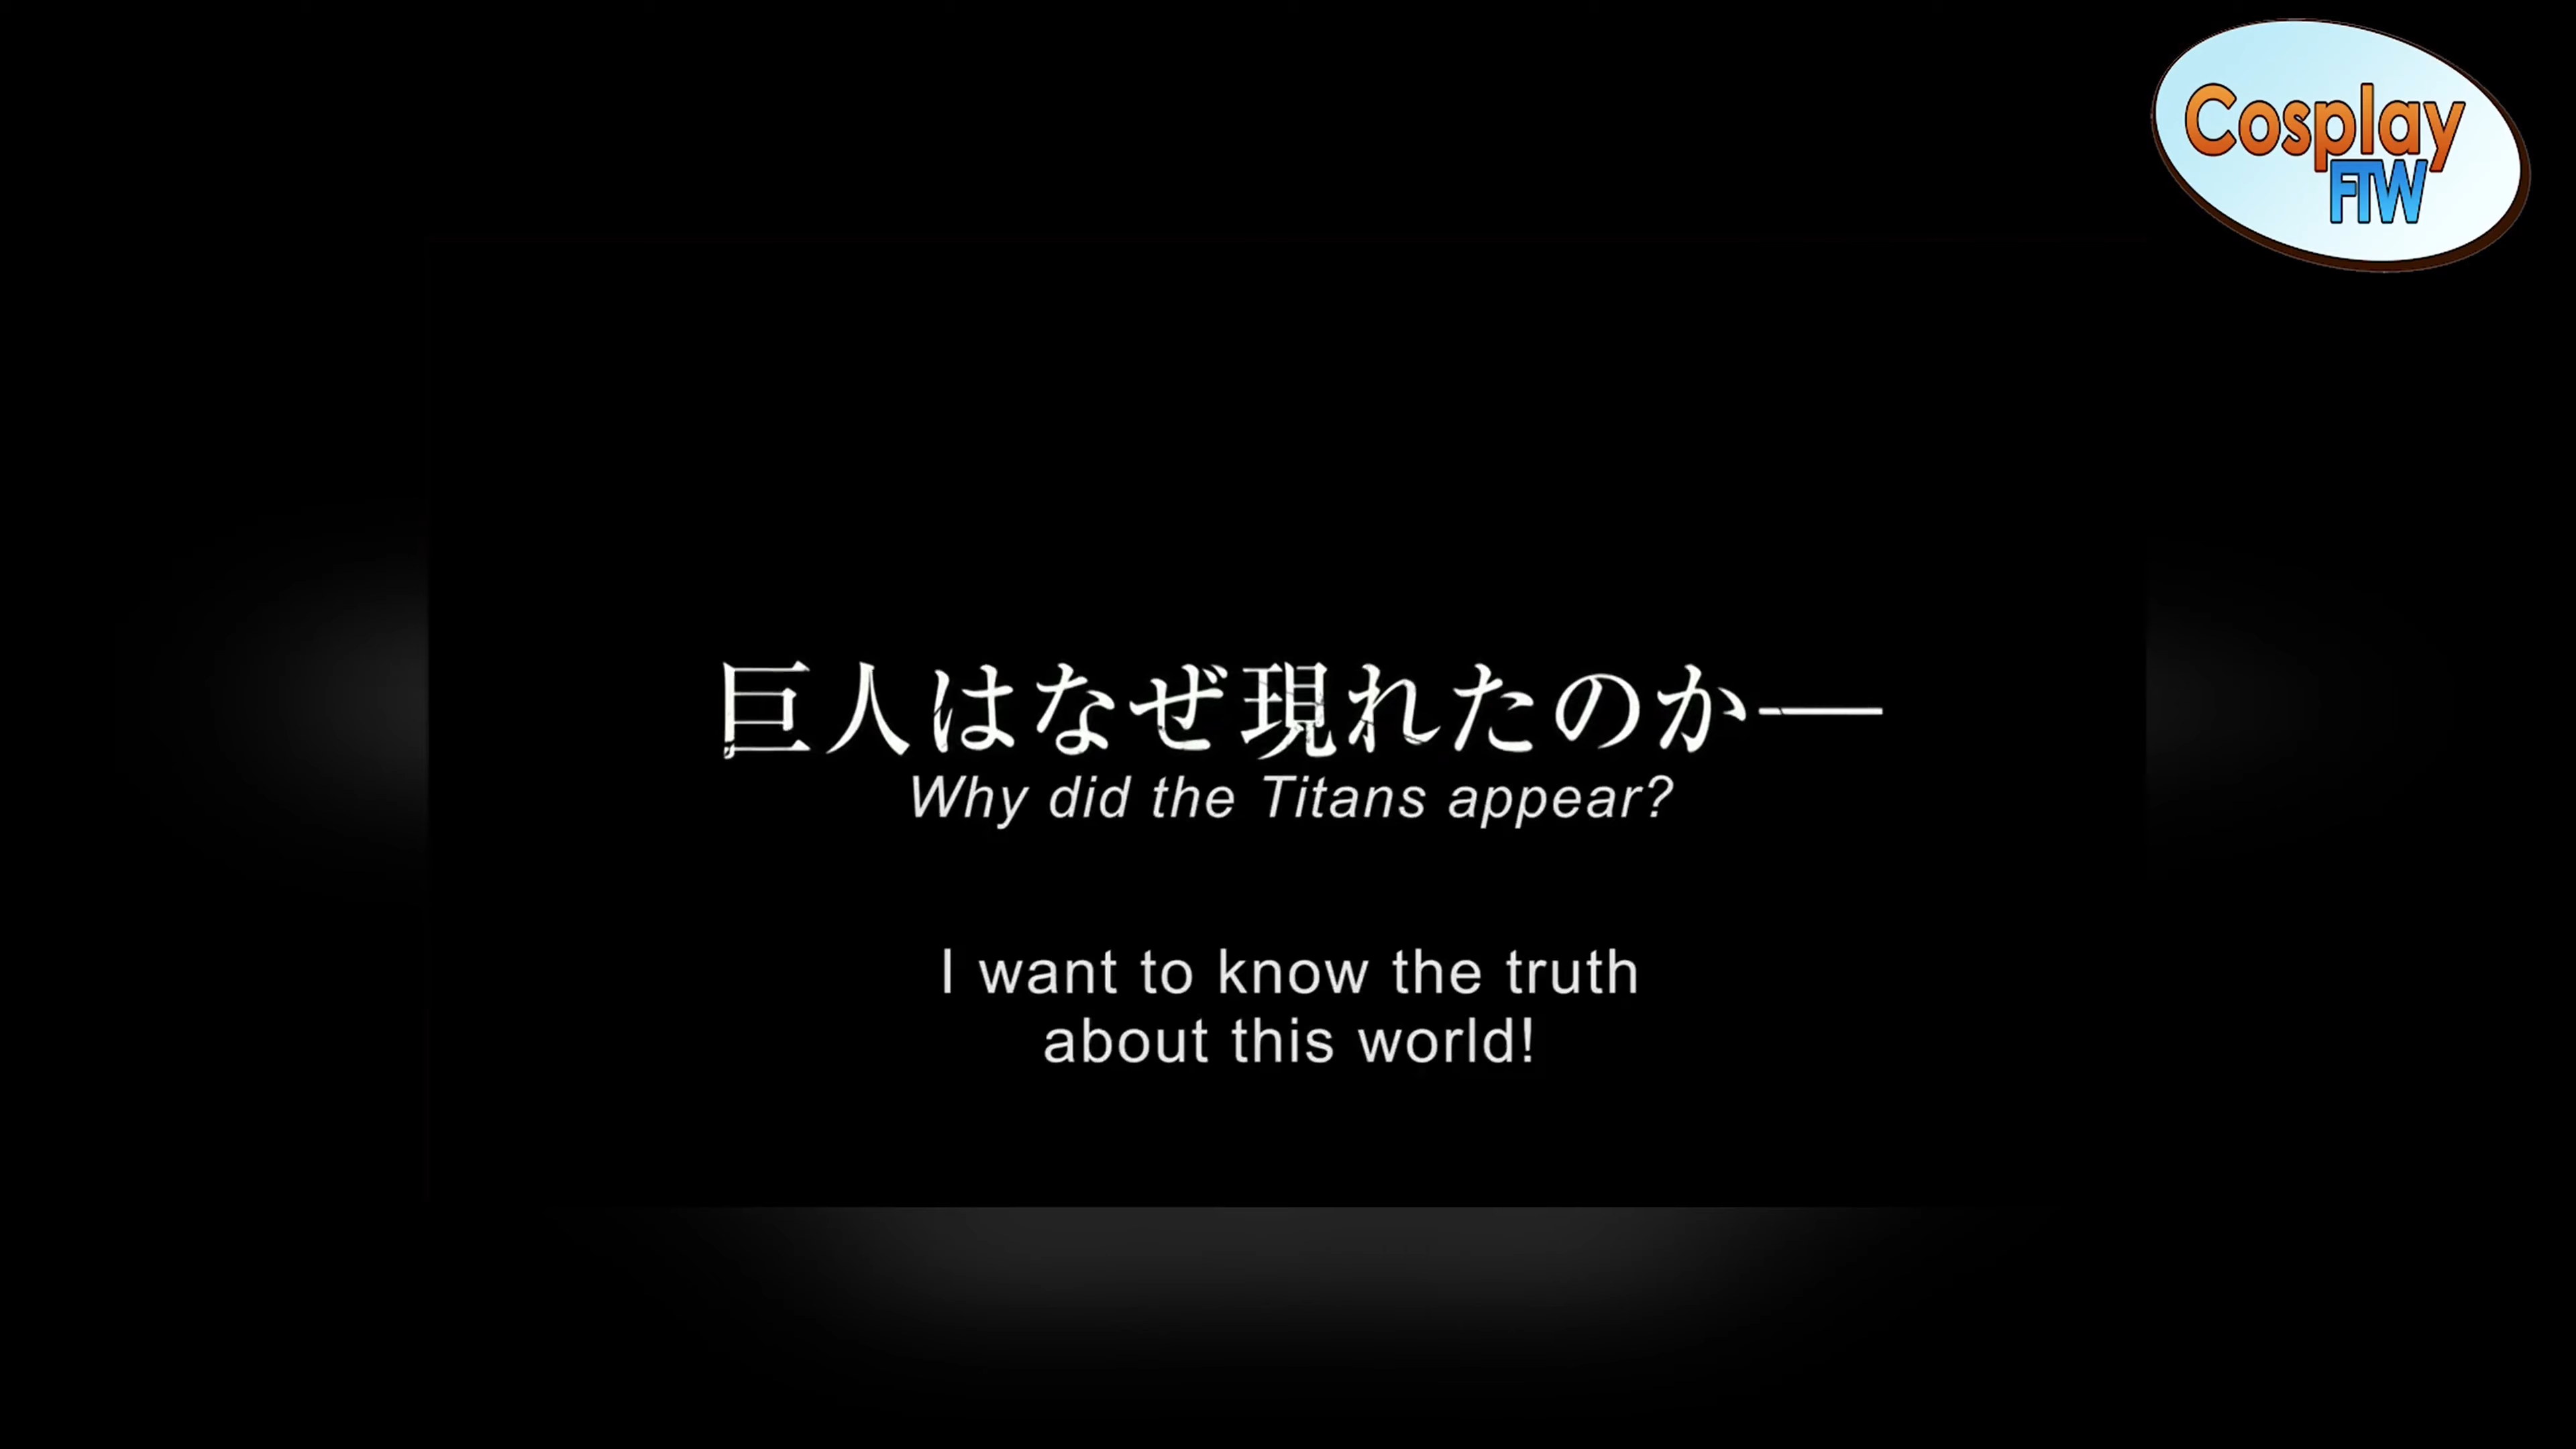 Cosplay
FTW
巨人はなぜ現れたのか──
Why did the Titans appear?
I want to know the truth
about this world!